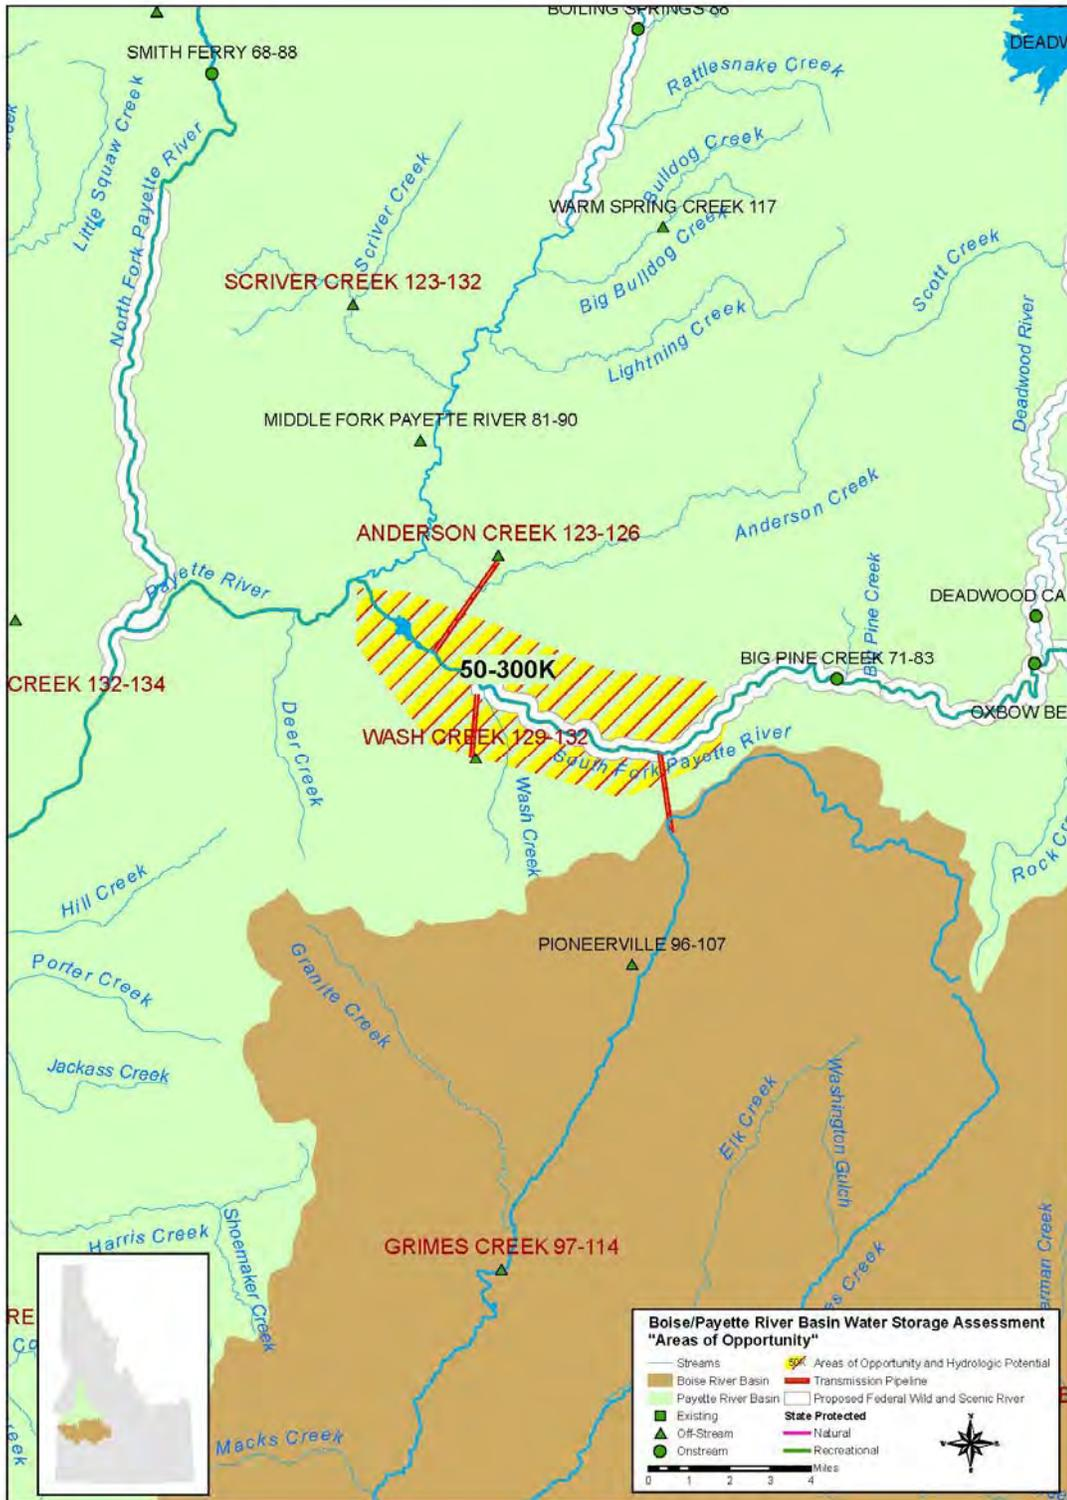 BOILING SPRINGS 88
DEADW
SMITH FERRY 68-88
Rattlesnake Creek
Creek
Little Squaw Creek
North Fork Payette River
Scriver Creek
Bulldog Creek
WARM SPRING CREEK 117
Big Bulldog Creek
Scott Creek
SCRIVER CREEK 123-132
Lightning Creek
Deadwood River
MIDDLE FORK PAYETTE RIVER 81-90
Anderson Creek
ANDERSON CREEK 123-126
Payette River
Big Pine Creek
DEADWOOD CA
50-300K
BIG PINE CREEK 71-83
CREEK 132-134
OXBOW BE
Deer Creek
WASH CREEK 129-132
South Fork Payette River
Wash Creek
Rock Cr
Hill Creek
PIONEERVILLE 96-107
Porter Creek
Granite Creek
Jackass Creek
Elk Creek
Washington Gulch
Harris Creek
Shoemaker Creek
GRIMES CREEK 97-114
es Creek
erman Creek
RE
Co
reek
Macks Creek
Boise/Payette River Basin Water Storage Assessment
"Areas of Opportunity"
Streams
50K Areas of Opportunity and Hydrologic Potential
Boise River Basin
Transmission Pipeline
Payette River Basin
Proposed Federal Wild and Scenic River
Existing
State Protected
Off-Stream
Natural
Onstream
Recreational
Miles
0 1 2 3 4